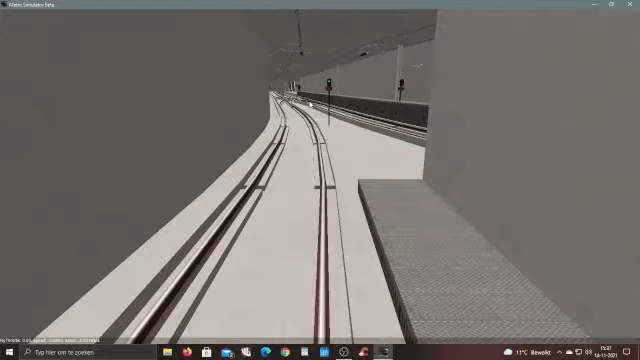 Metro Simulator Beta
Typ hier om te zoeken
11°C Bewolkt
15:37
14-11-2021